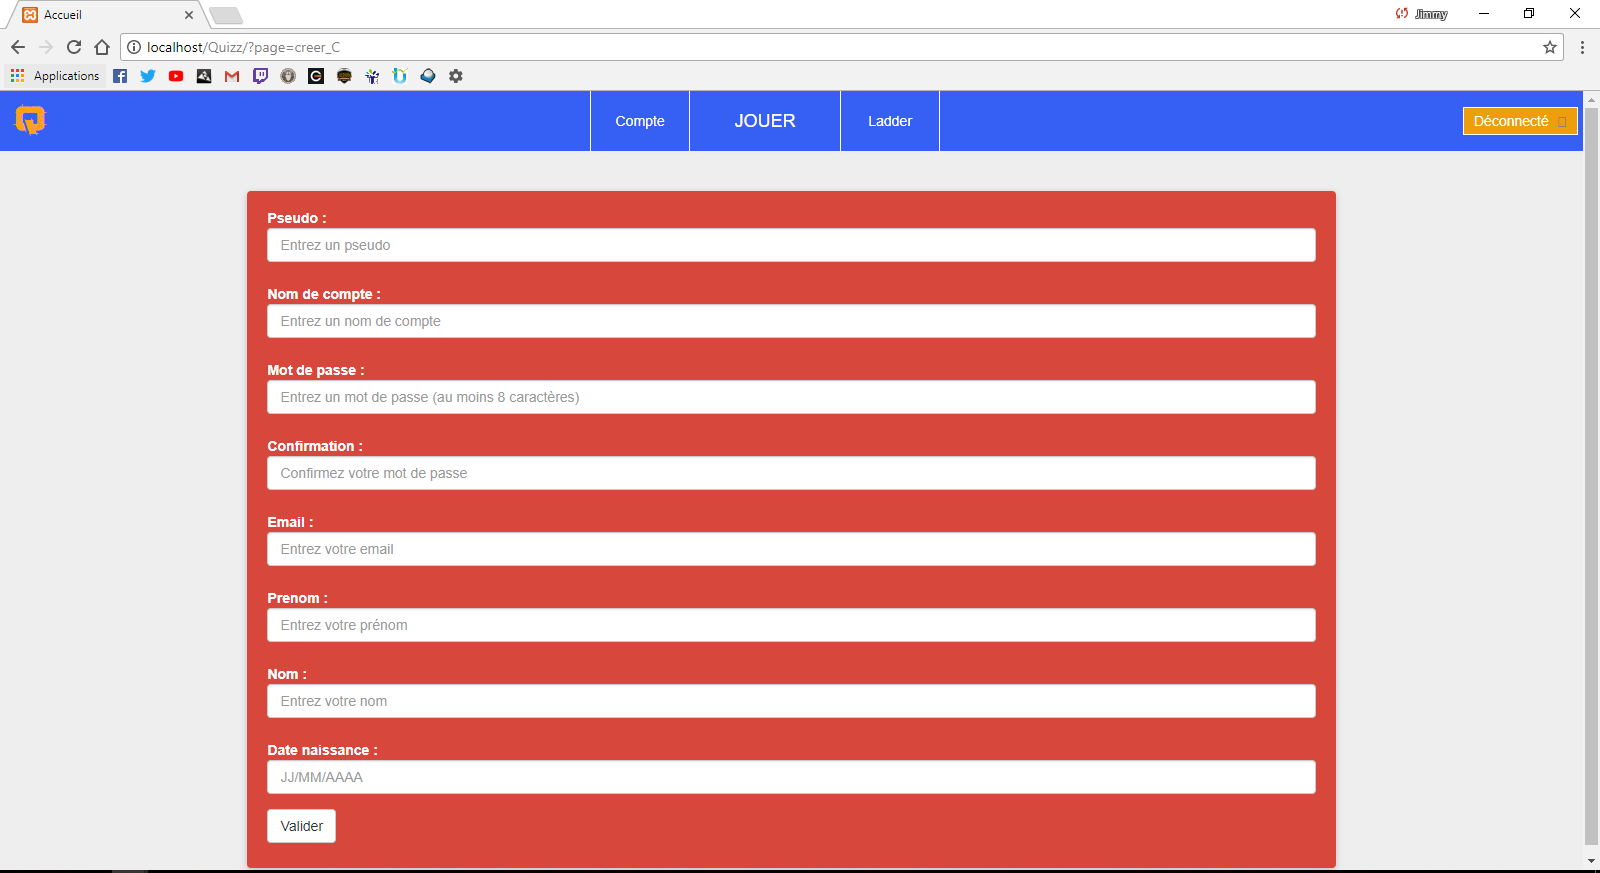 Accueil
Jimmy
localhost/Quizz/?page=creer_C
Applications
Compte
JOUER
Ladder
Déconnecté
Pseudo :
Entrez un pseudo
Nom de compte :
Entrez un nom de compte
Mot de passe :
Entrez un mot de passe (au moins 8 caractères)
Confirmation :
Confirmez votre mot de passe
Email :
Entrez votre email
Prenom :
Entrez votre prénom
Nom :
Entrez votre nom
Date naissance :
JJ/MM/AAAA
Valider